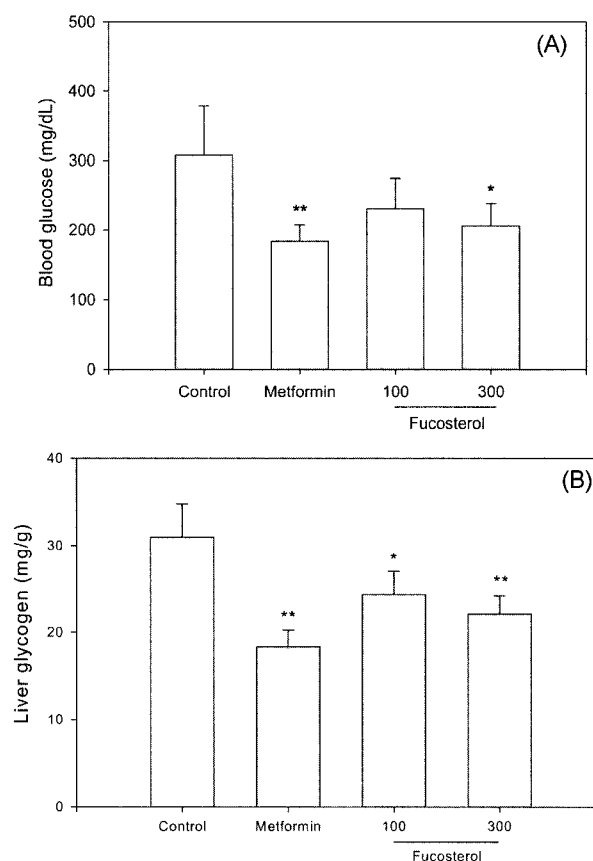 (A)
Blood glucose (mg/dL)
500
400
300
200
100
0
**
*
Control Metformin 100 300
Fucosterol
(B)
Liver glycogen (mg/g)
40
30
20
10
0
**
*
**
Control Metformin 100 300
Fucosterol